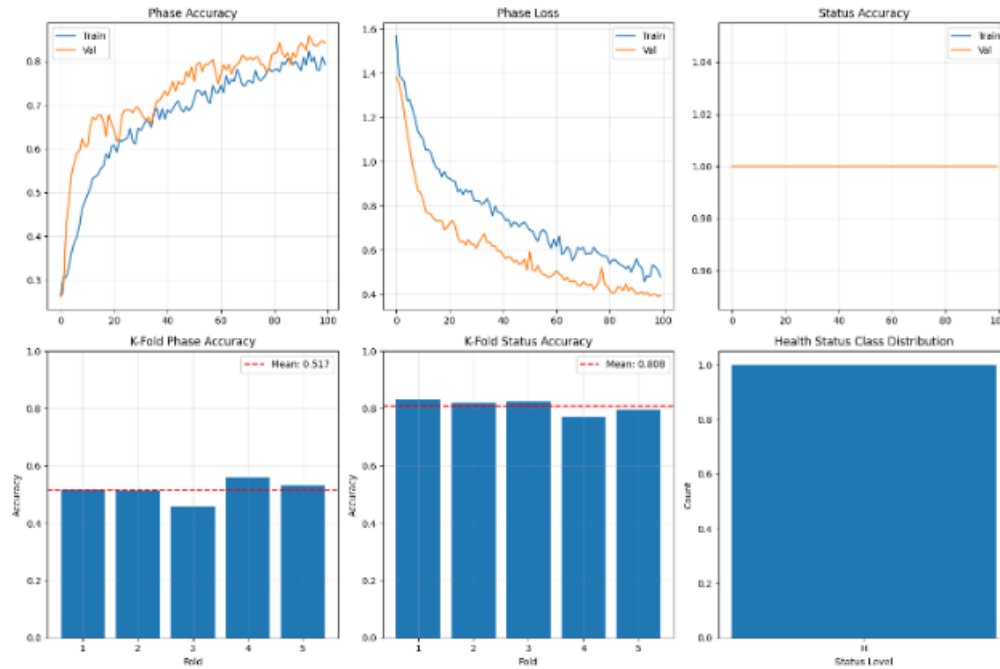 Phase Accuracy
Train
Val
0.8
0.7
0.6
0.5
0.4
0.3
0 20 40 60 80 100
Phase Loss
Train
Val
1.6
1.4
1.2
1.0
0.8
0.6
0.4
0 20 40 60 80 100
Status Accuracy
Train
Val
1.04
1.02
1.00
0.98
0.96
0 20 40 60 80 100
K-Fold Phase Accuracy
Mean: 0.517
1.0
0.8
0.6
0.4
0.2
0.0
Accuracy
1 2 3 4 5
Fold
K-Fold Status Accuracy
Mean: 0.808
1.0
0.8
0.6
0.4
0.2
0.0
Accuracy
1 2 3 4 5
Fold
Health Status Class Distribution
1.0
0.8
0.6
0.4
0.2
0.0
Count
H
Status Level